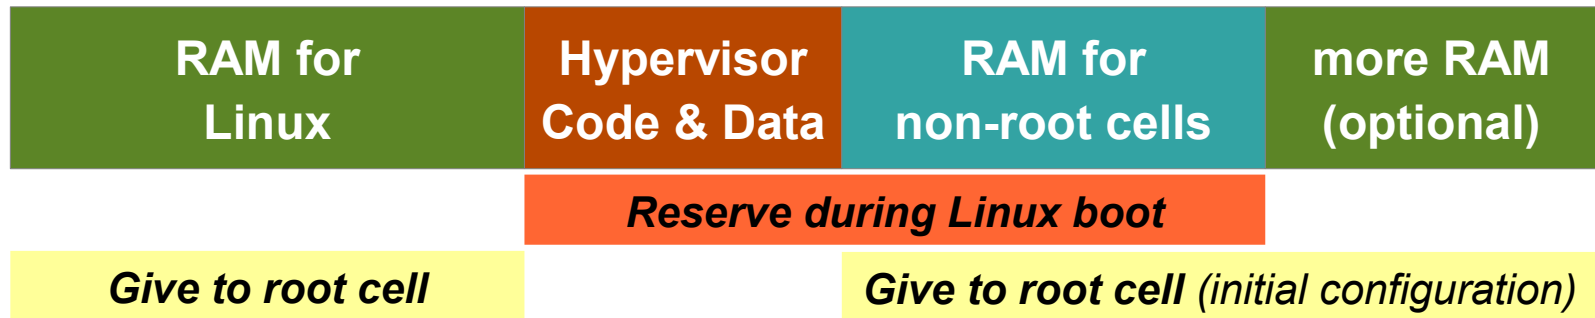 RAM for
Linux
Hypervisor
Code & Data
RAM for
non-root cells
more RAM
(optional)
Reserve during Linux boot
Give to root cell
Give to root cell (initial configuration)